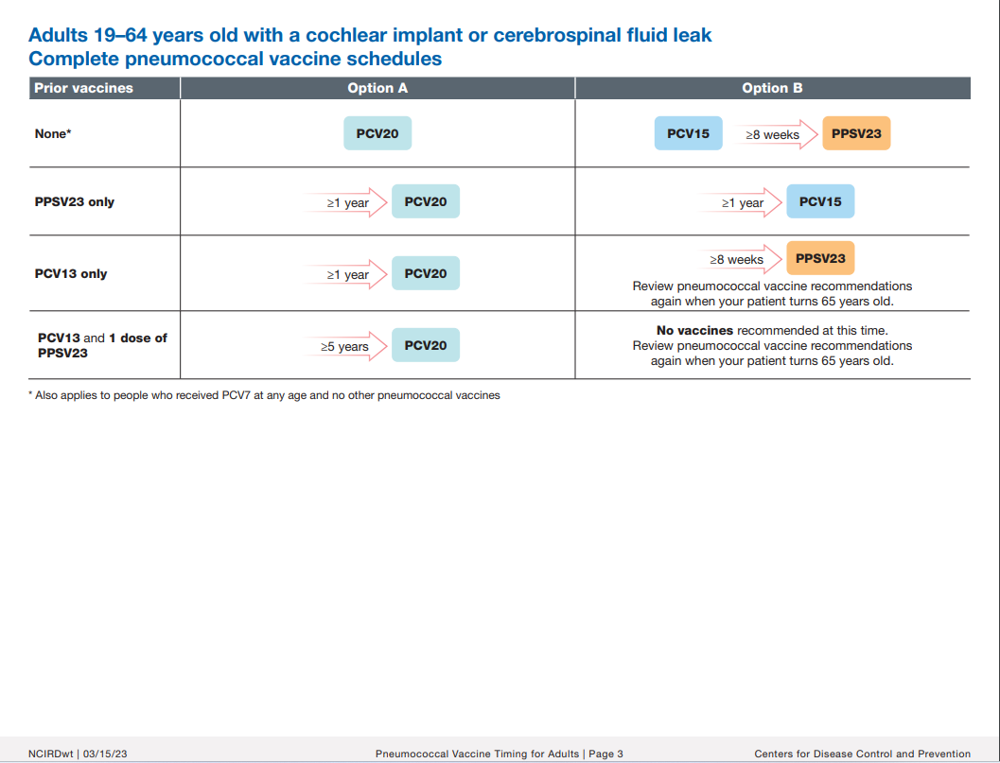 Adults 19–64 years old with a cochlear implant or cerebrospinal fluid leak
Complete pneumococcal vaccine schedules
Prior vaccines Option A Option B
None* PCV20 PCV15 ≥8 weeks PPSV23
PPSV23 only ≥1 year PCV20 ≥1 year PCV15
PCV13 only ≥1 year PCV20 ≥8 weeks PPSV23
Review pneumococcal vaccine recommendations
again when your patient turns 65 years old.
PCV13 and 1 dose of
PPSV23
≥5 years PCV20
No vaccines recommended at this time.
Review pneumococcal vaccine recommendations
again when your patient turns 65 years old.
* Also applies to people who received PCV7 at any age and no other pneumococcal vaccines
NCIRDwt | 03/15/23 Pneumococcal Vaccine Timing for Adults | Page 3 Centers for Disease Control and Prevention